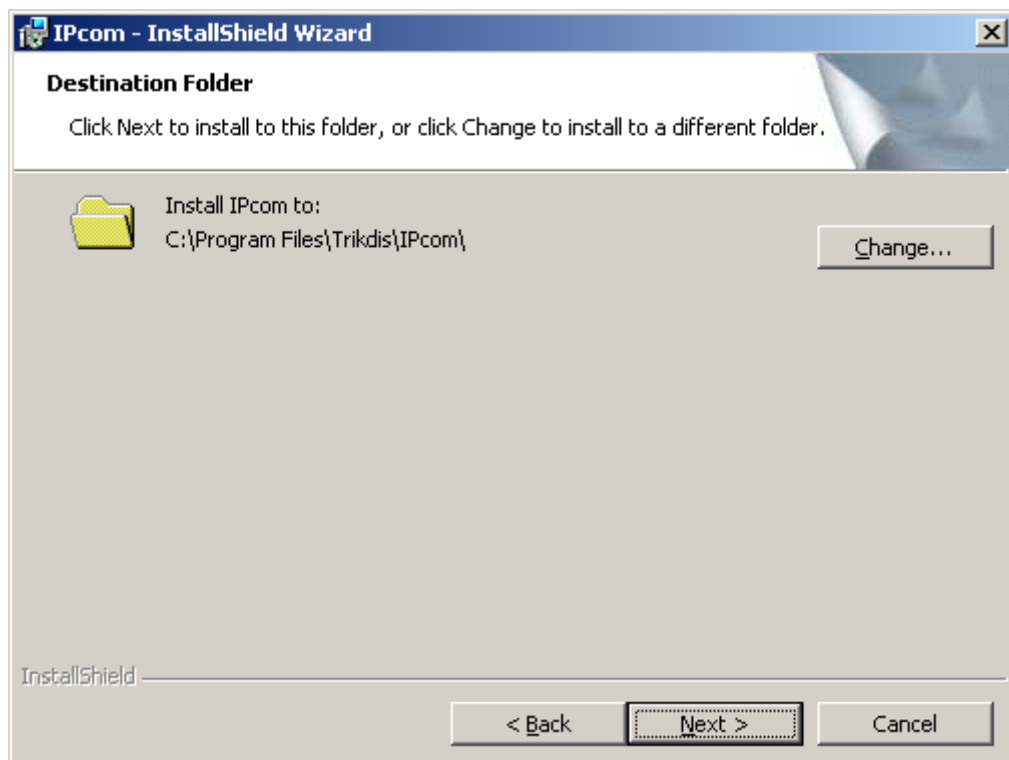 IPcom - InstallShield Wizard
Destination Folder
Click Next to install to this folder, or click Change to install to a different folder.
Install IPcom to:
C:\Program Files\Trikdis\IPcom\
Change...
InstallShield
< Back
Next >
Cancel